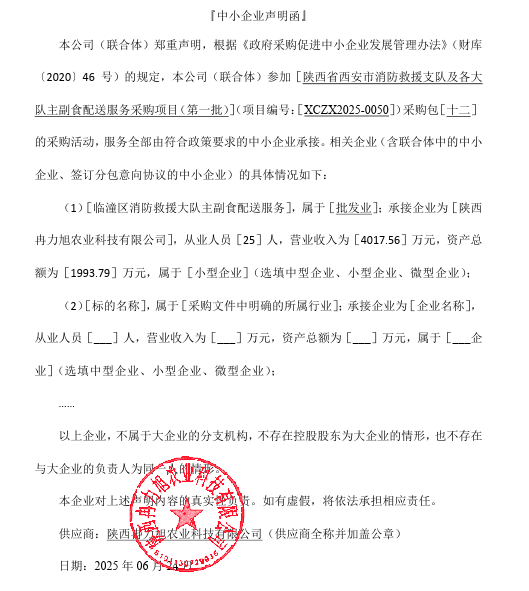 『中小企业声明函』
本公司（联合体）郑重声明，根据《政府采购促进中小企业发展管理办法》（财库
〔2020〕46 号）的规定，本公司（联合体）参加［陕西省西安市消防救援支队及各大
队主副食配送服务采购项目（第一批）］（项目编号：［XCZX2025-0050］）采购包［十二］
的采购活动，服务全部由符合政策要求的中小企业承接。相关企业（含联合体中的中小
企业、签订分包意向协议的中小企业）的具体情况如下：
（1）［临潼区消防救援大队主副食配送服务］，属于［批发业］；承接企业为［陕西
冉力旭农业科技有限公司］，从业人员［25］人，营业收入为［4017.56］万元，资产总
额为［1993.79］万元，属于［小型企业］（选填中型企业、小型企业、微型企业）；
（2）［标的名称］，属于［采购文件中明确的所属行业］；承接企业为［企业名称］，
从业人员［___］人，营业收入为［___］万元，资产总额为［___］万元，属于［___企
业］（选填中型企业、小型企业、微型企业）；
......
以上企业，不属于大企业的分支机构，不存在控股股东为大企业的情形，也不存在
与大企业的负责人为同一人的情形。
本企业对上述声明内容的真实性负责。如有虚假，将依法承担相应责任。
供应商：陕西冉力旭农业科技有限公司（供应商全称并加盖公章）
日期：2025 年 06 月 24 日
陕西冉力旭农业科技有限公司